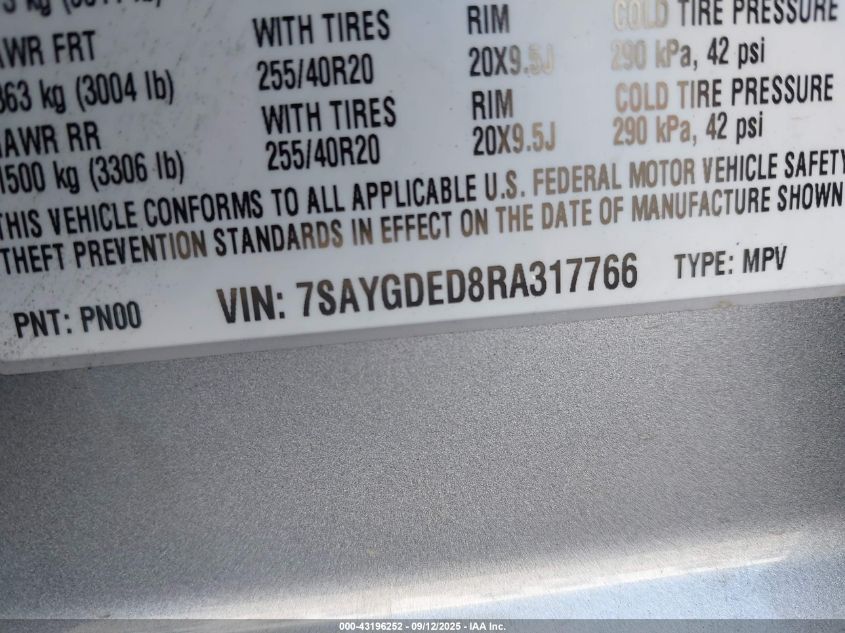 AWR FRT WITH TIRES RIM COLD TIRE PRESSURE
363 kg (3004 lb) 255/40R20 20X9.5J 290 kPa, 42 psi
AWR RR WITH TIRES RIM COLD TIRE PRESSURE
1500 kg (3306 lb) 255/40R20 20X9.5J 290 kPa, 42 psi
THIS VEHICLE CONFORMS TO ALL APPLICABLE U.S. FEDERAL MOTOR VEHICLE SAFETY
THEFT PREVENTION STANDARDS IN EFFECT ON THE DATE OF MANUFACTURE SHOWN
PNT: PN00 VIN: 7SAYGDED8RA317766 TYPE: MPV
000-43196252 - 09/12/2025 - IAA Inc.